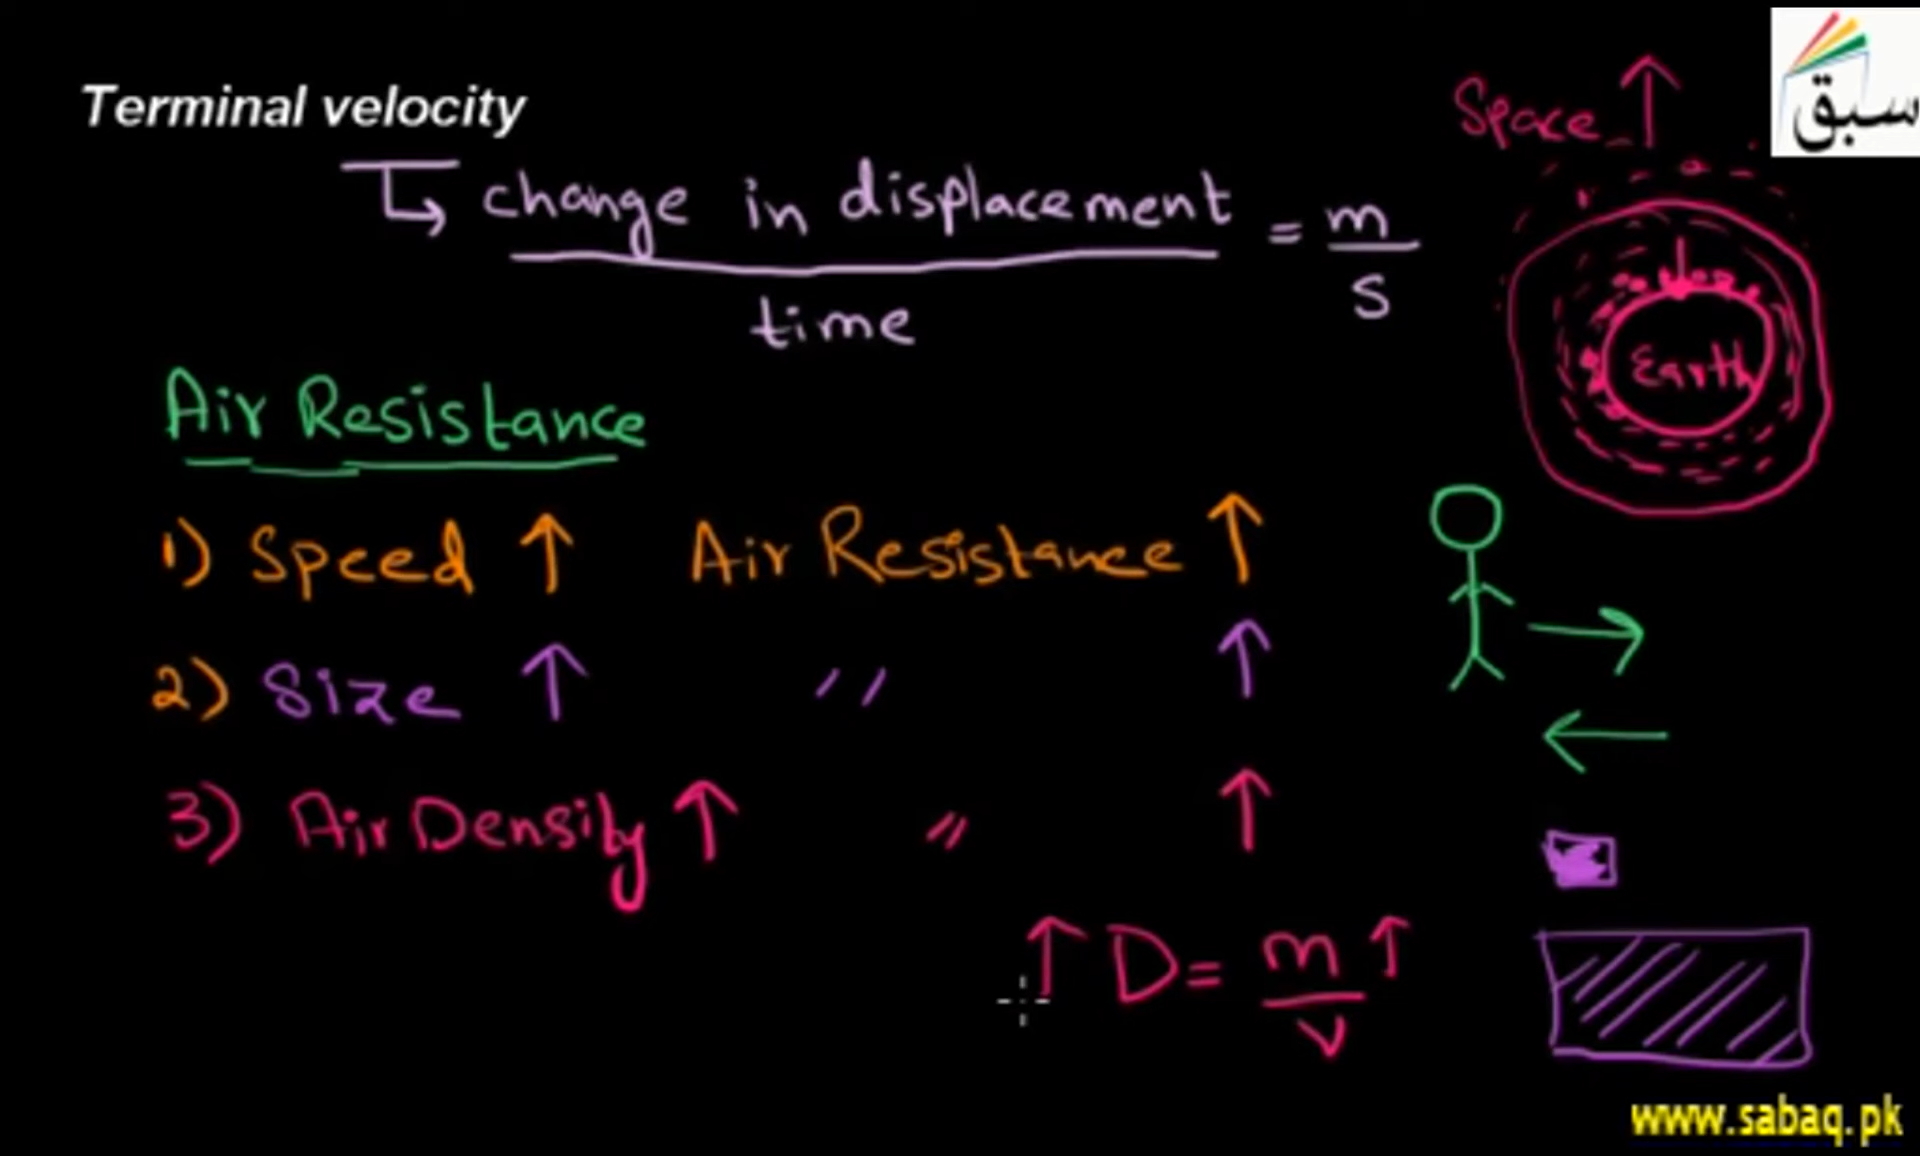 Terminal velocity
Space ↑
سبق
↳ change in displacement / time = m / s
Earth
Air Resistance
1) Speed ↑ Air Resistance ↑
2) Size ↑ " ↑
3) Air Density ↑ " ↑
↑ D = m ↑ / v
www.sabaq.pk